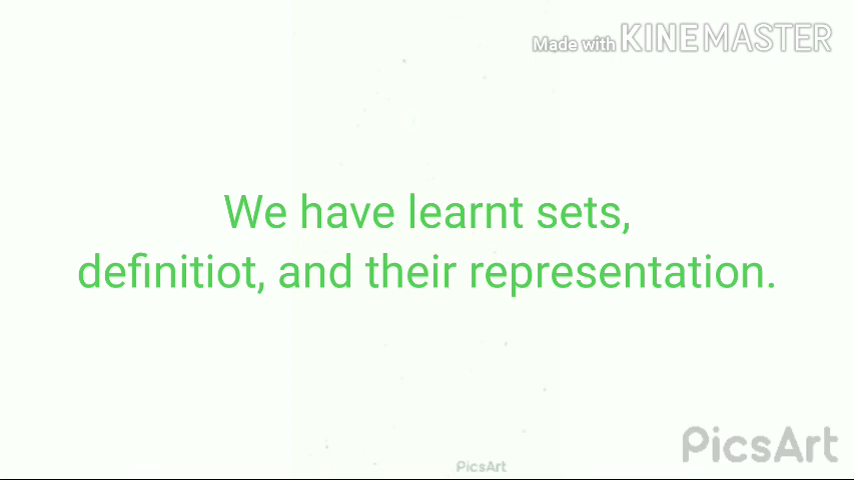 Made with KINEMASTER
We have learnt sets,
definitiot, and their representation.
PicsArt
PicsArt